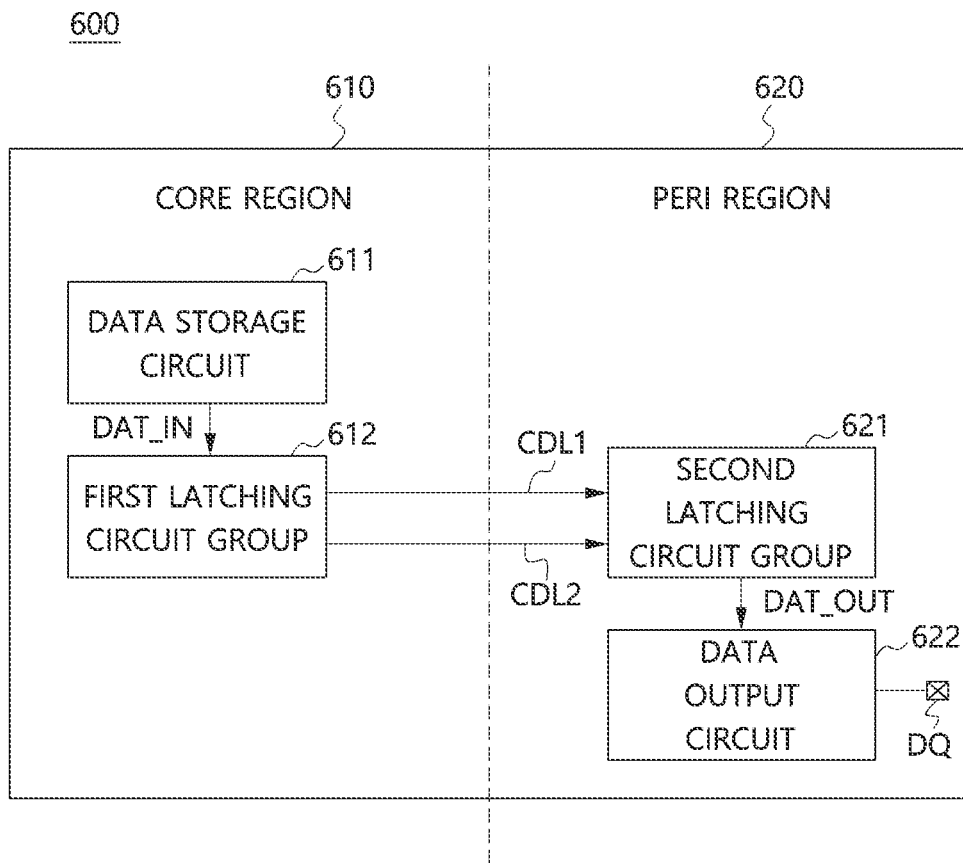 600
610
620
CORE REGION
PERI REGION
611
DATA STORAGE
CIRCUIT
DAT_IN
612
FIRST LATCHING
CIRCUIT GROUP
CDL1
CDL2
621
SECOND
LATCHING
CIRCUIT GROUP
DAT_OUT
622
DATA
OUTPUT
CIRCUIT
DQ